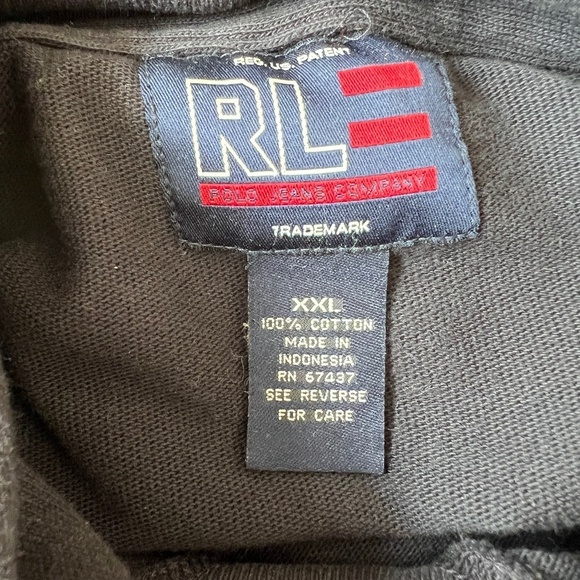 REG. U.S. PATENT
RL
POLO JEANS COMPANY
TRADEMARK
XXL
100% COTTON
MADE IN
INDONESIA
RN 67437
SEE REVERSE
FOR CARE